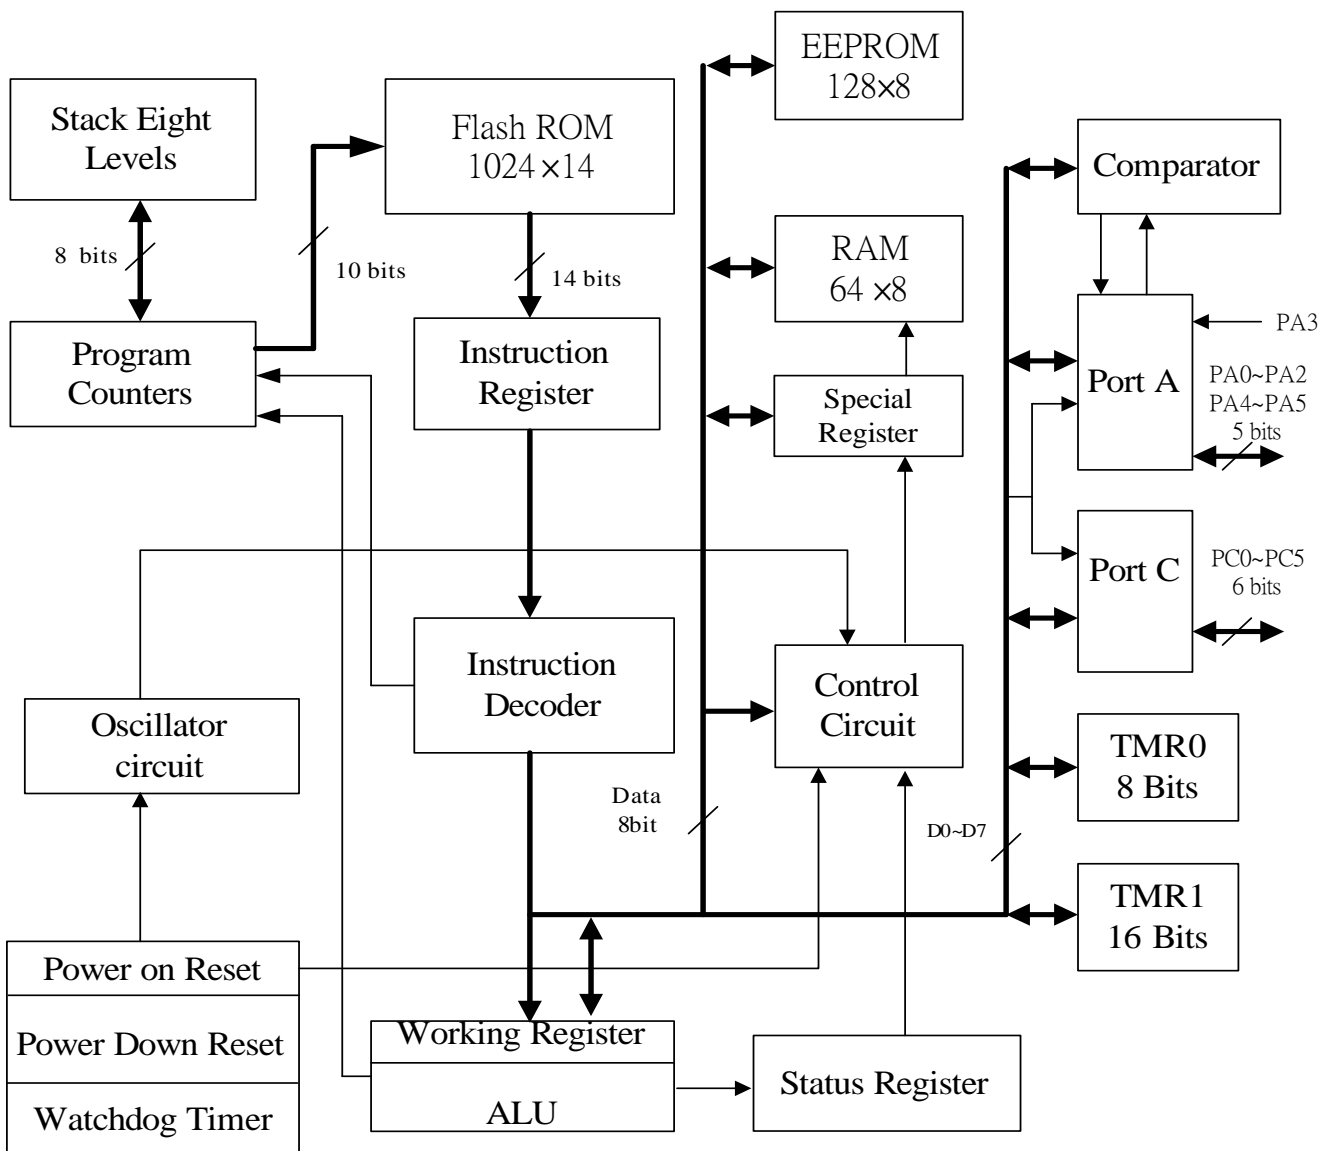 EEPROM
128×8
Stack Eight
Levels
Flash ROM
1024×14
Comparator
8 bits
10 bits
14 bits
RAM
64 ×8
PA3
Program
Counters
Instruction
Register
Special
Register
Port A
PA0~PA2
PA4~PA5
5 bits
Port C
PC0~PC5
6 bits
Instruction
Decoder
Control
Circuit
Oscillator
circuit
TMR0
8 Bits
Data
8bit
D0~D7
TMR1
16 Bits
Power on Reset
Power Down Reset
Watchdog Timer
Working Register
ALU
Status Register